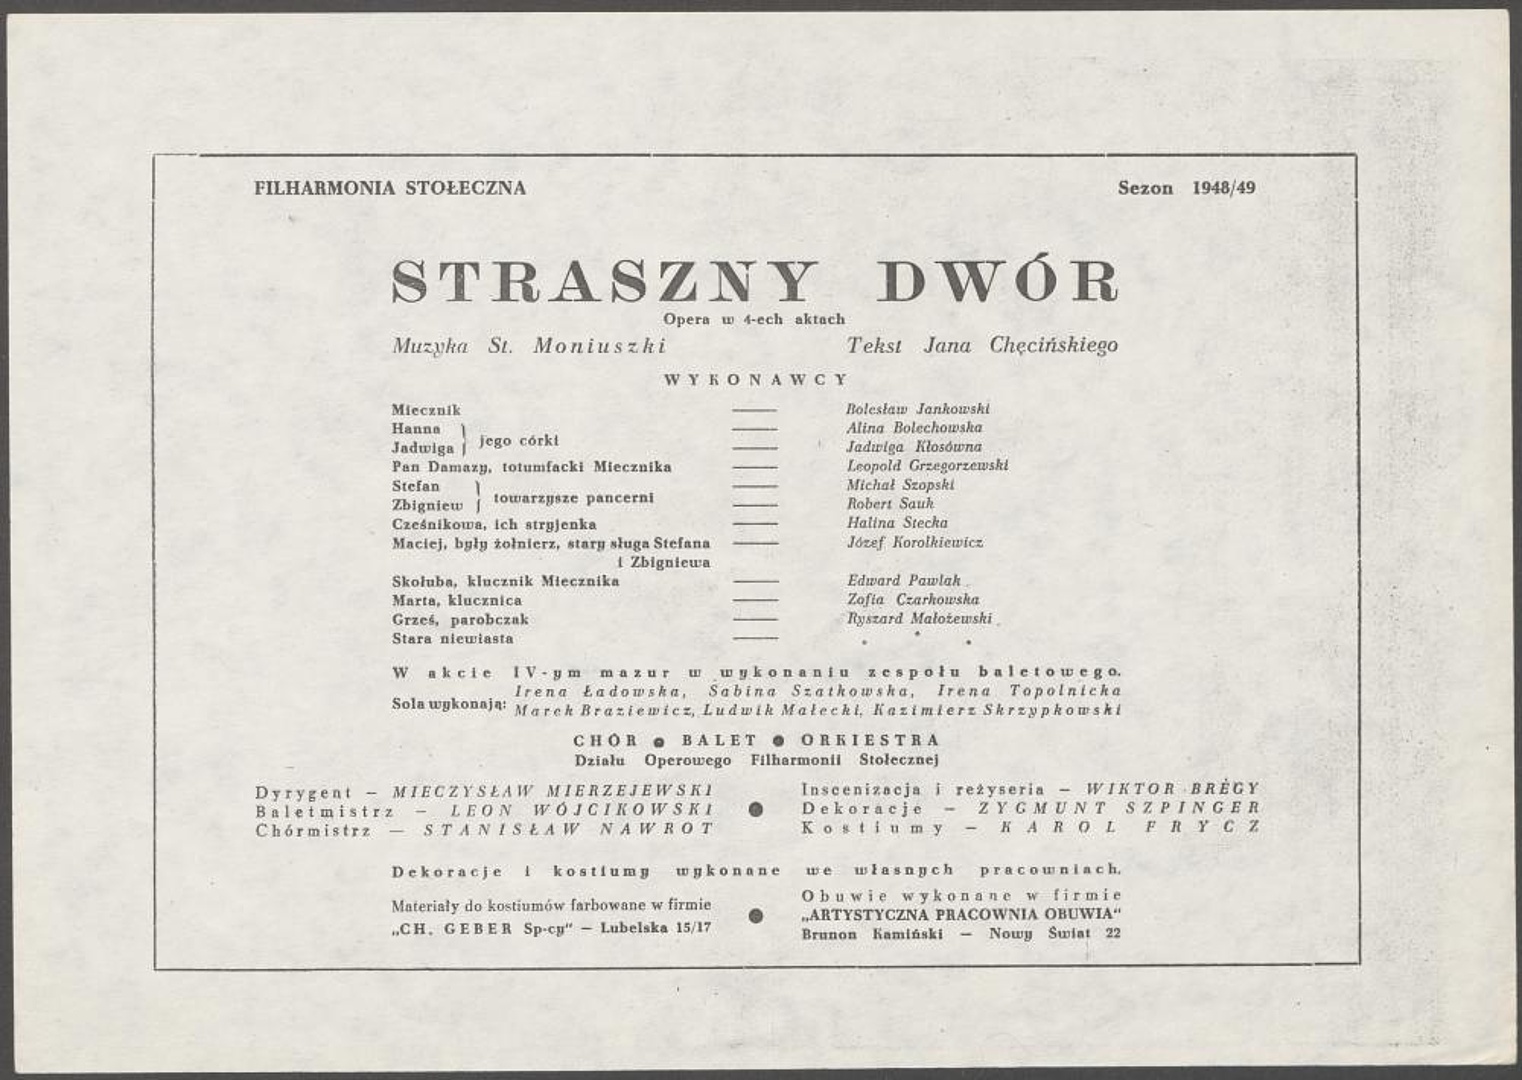 FILHARMONIA STOŁECZNA Sezon 1948/49
STRASZNY DWÓR
Opera w 4-ech aktach
Muzyka St. Moniuszki Tekst Jana Chęcińskiego
WYKONAWCY
Miecznik — Bolesław Jankowski
Hanna — Alina Bolechowska
} jego córki
Jadwiga — Jadwiga Kłosówna
Pan Damazy, totumfacki Miecznika — Leopold Grzegorzewski
Stefan — Michał Szopski
} towarzysze pancerni
Zbigniew — Robert Sauk
Cześnikowa, ich stryjenka — Halina Stecka
Maciej, były żołnierz, stary sługa Stefana — Józef Korolkiewicz
i Zbigniewa
Skołuba, klucznik Miecznika — Edward Pawlak
Marta, klucznica — Zofia Czarkowska
Grześ, parobczak — Ryszard Małożewski
Stara niewiasta — * * *
W akcie IV-ym mazur w wykonaniu zespołu baletowego.
Sola wykonają: Irena Ładowska, Sabina Szatkowska, Irena Topolnicka
Marek Braziewicz, Ludwik Małecki, Kazimierz Skrzypkowski
CHÓR ● BALET ● ORKIESTRA
Działu Operowego Filharmonii Stołecznej
Dyrygent — MIECZYSŁAW MIERZEJEWSKI
Baletmistrz — LEON WÓJCIKOWSKI
Chórmistrz — STANISŁAW NAWROT
●
Inscenizacja i reżyseria — WIKTOR BRÉGY
Dekoracje — ZYGMUNT SZPINGER
Kostiumy — KAROL FRYCZ
Dekoracje i kostiumy wykonane we własnych pracowniach.
Materiały do kostiumów farbowane w firmie
„CH. GEBER Sp-cy" — Lubelska 15/17
●
Obuwie wykonane w firmie
„ARTYSTYCZNA PRACOWNIA OBUWIA"
Brunon Kamiński — Nowy Świat 22